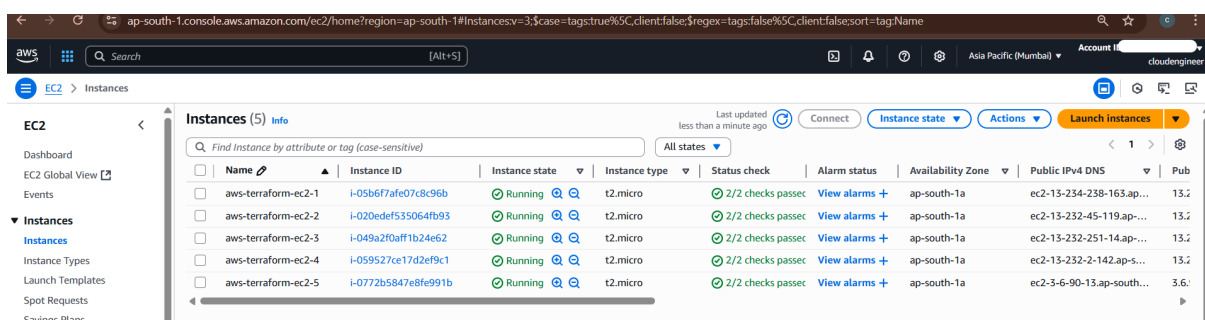 ap-south-1.console.aws.amazon.com/ec2/home?region=ap-south-1#Instances:v=3;$case=tags:true%5C,client:false;$regex=tags:false%5C,client:false;sort=tag:Name
aws Search [Alt+S] Asia Pacific (Mumbai) Account I
cloudengineer
EC2 > Instances
EC2
Dashboard
EC2 Global View
Events
Instances
Instances
Instance Types
Launch Templates
Spot Requests
Savings Plans
Instances (5) Info Last updated less than a minute ago Connect Instance state Actions Launch instances
Find Instance by attribute or tag (case-sensitive) All states 1
Name Instance ID Instance state Instance type Status check Alarm status Availability Zone Public IPv4 DNS Pub
aws-terraform-ec2-1 i-05b6f7afe07c8c96b Running t2.micro 2/2 checks passec View alarms + ap-south-1a ec2-13-234-238-163.ap... 13.2
aws-terraform-ec2-2 i-020edef535064fb93 Running t2.micro 2/2 checks passec View alarms + ap-south-1a ec2-13-232-45-119.ap-... 13.2
aws-terraform-ec2-3 i-049a2f0aff1b24e62 Running t2.micro 2/2 checks passec View alarms + ap-south-1a ec2-13-232-251-14.ap-... 13.2
aws-terraform-ec2-4 i-059527ce17d2ef9c1 Running t2.micro 2/2 checks passec View alarms + ap-south-1a ec2-13-232-2-142.ap-s... 13.2
aws-terraform-ec2-5 i-0772b5847e8fe991b Running t2.micro 2/2 checks passec View alarms + ap-south-1a ec2-3-6-90-13.ap-south... 3.6.